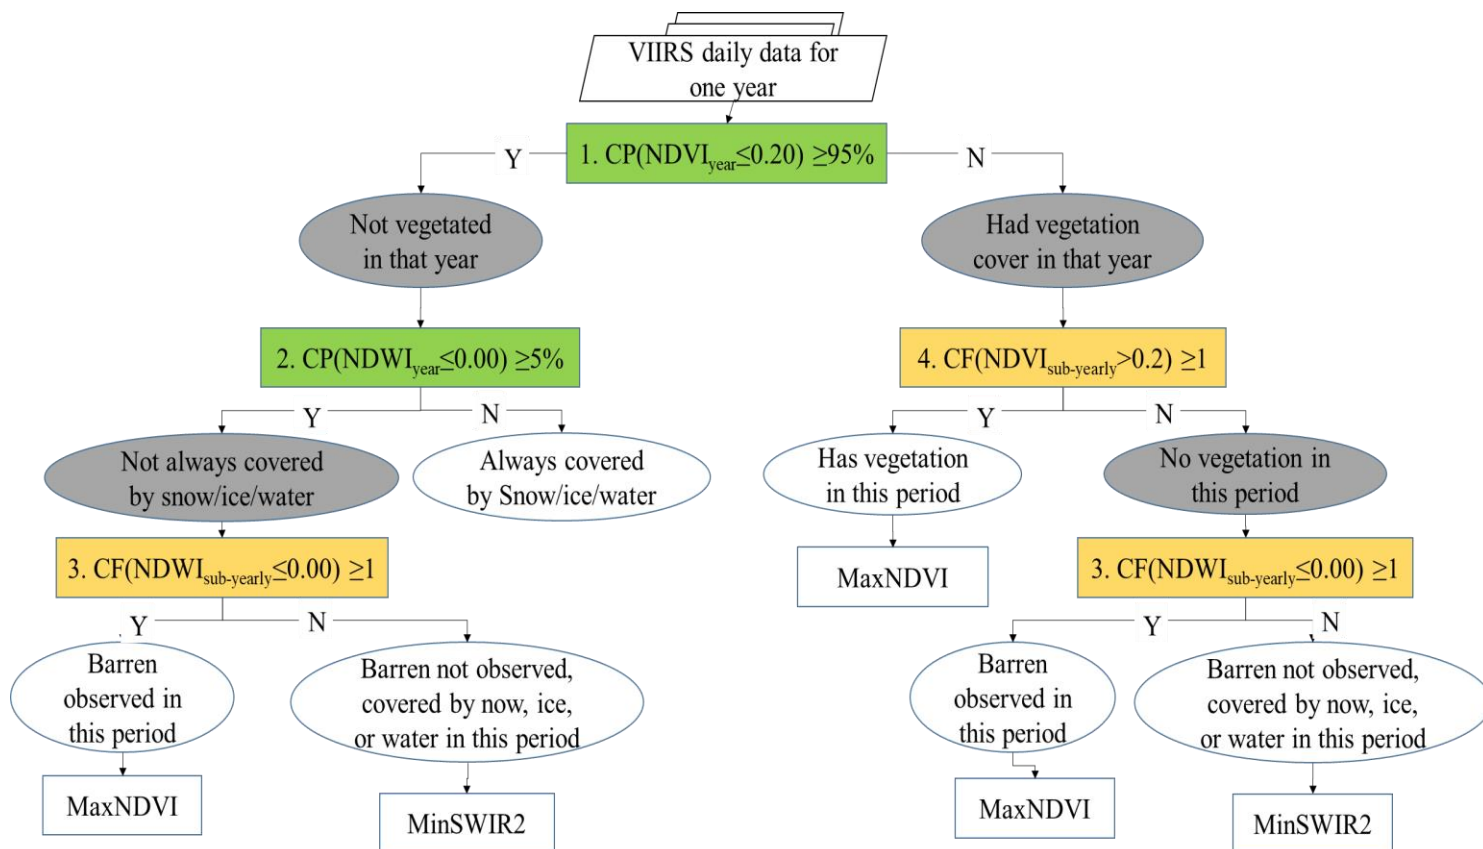 VIIRS daily data for
one year
Y
1. CP(NDVIyear≤0.20) ≥95%
N
Not vegetated
in that year
Had vegetation
cover in that year
2. CP(NDWIyear≤0.00) ≥5%
4. CF(NDVIsub-yearly>0.2) ≥1
Y
N
Y
N
Not always covered
by snow/ice/water
Always covered
by Snow/ice/water
Has vegetation
in this period
No vegetation in
this period
3. CF(NDWIsub-yearly≤0.00) ≥1
MaxNDVI
3. CF(NDWIsub-yearly≤0.00) ≥1
Y
N
Y
N
Barren
observed in
this period
Barren not observed,
covered by now, ice,
or water in this period
Barren
observed in
this period
Barren not observed,
covered by now, ice,
or water in this period
MaxNDVI
MinSWIR2
MaxNDVI
MinSWIR2